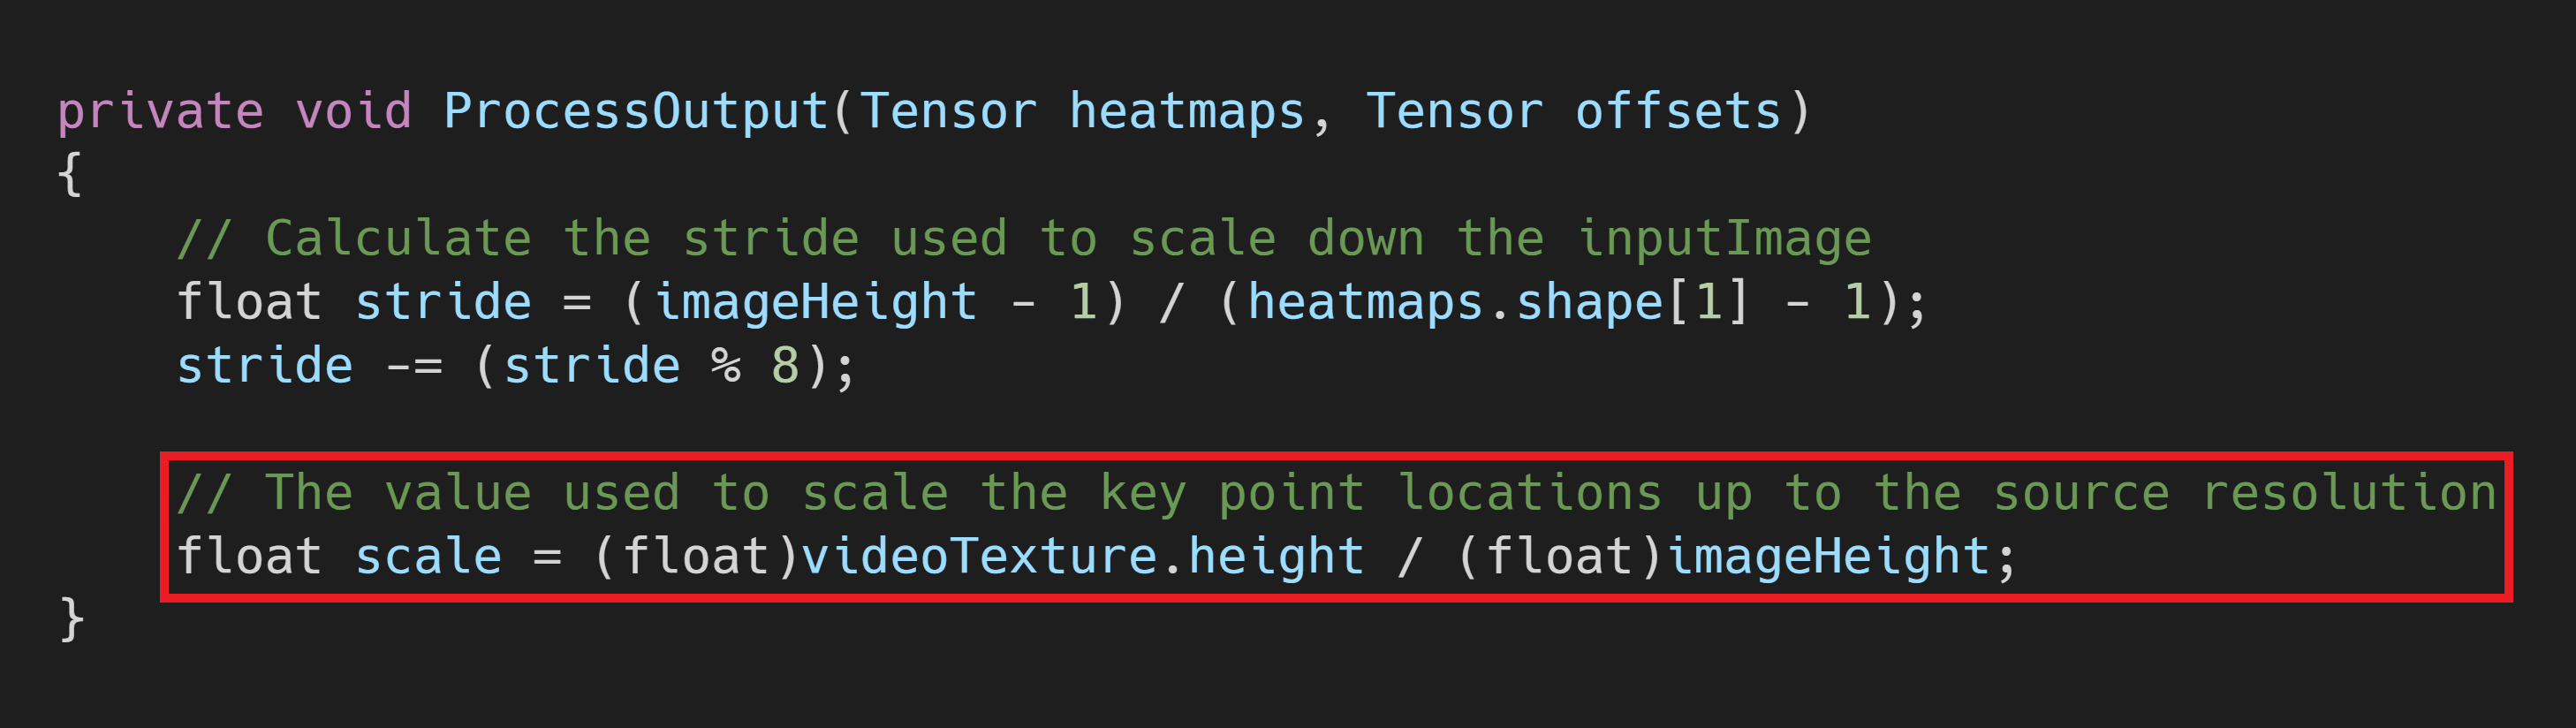 private void ProcessOutput(Tensor heatmaps, Tensor offsets)
{
    // Calculate the stride used to scale down the inputImage
    float stride = (imageHeight - 1) / (heatmaps.shape[1] - 1);
    stride -= (stride % 8);

    // The value used to scale the key point locations up to the source resolution
    float scale = (float)videoTexture.height / (float)imageHeight;
}